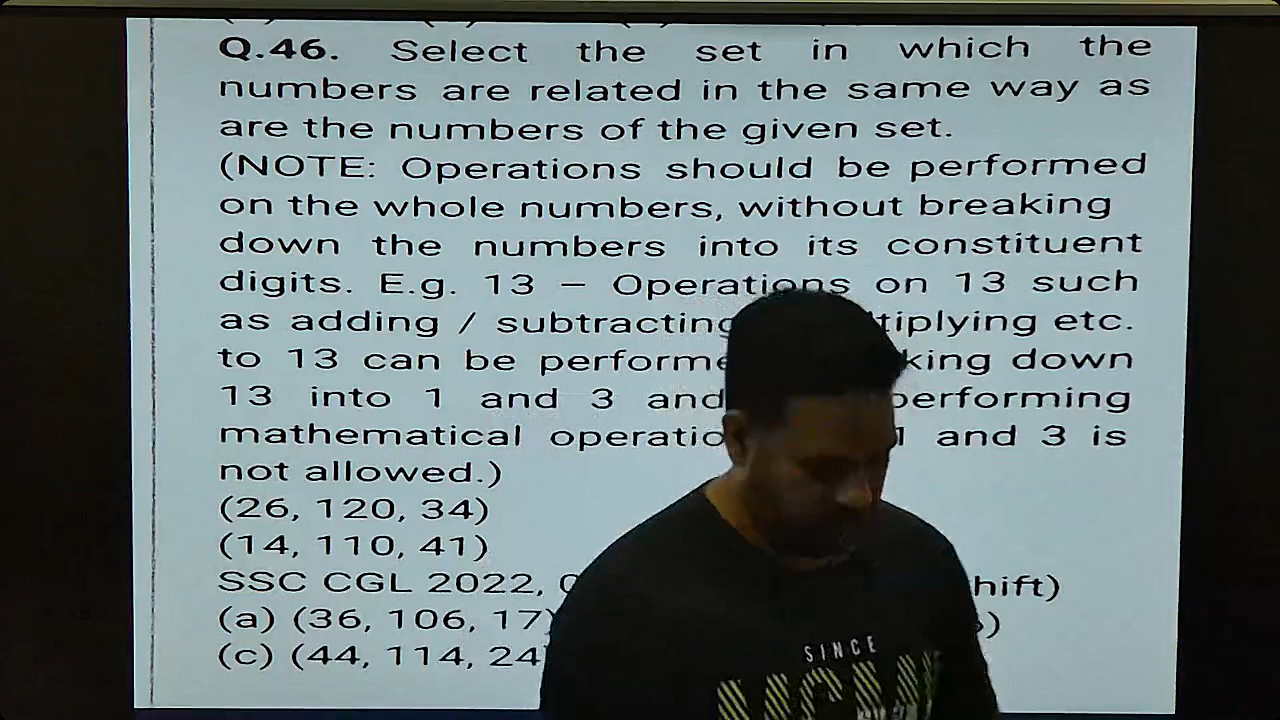 Q.46. Select the set in which the
numbers are related in the same way as
are the numbers of the given set.
(NOTE: Operations should be performed
on the whole numbers, without breaking
down the numbers into its constituent
digits. E.g. 13 – Operations on 13 such
as adding / subtracting tiplying etc.
to 13 can be performe king down
13 into 1 and 3 and performing
mathematical operatio 1 and 3 is
not allowed.)
(26, 120, 34)
(14, 110, 41)
SSC CGL 2022, hift)
(a) (36, 106, 17)
(c) (44, 114, 24
SINCE